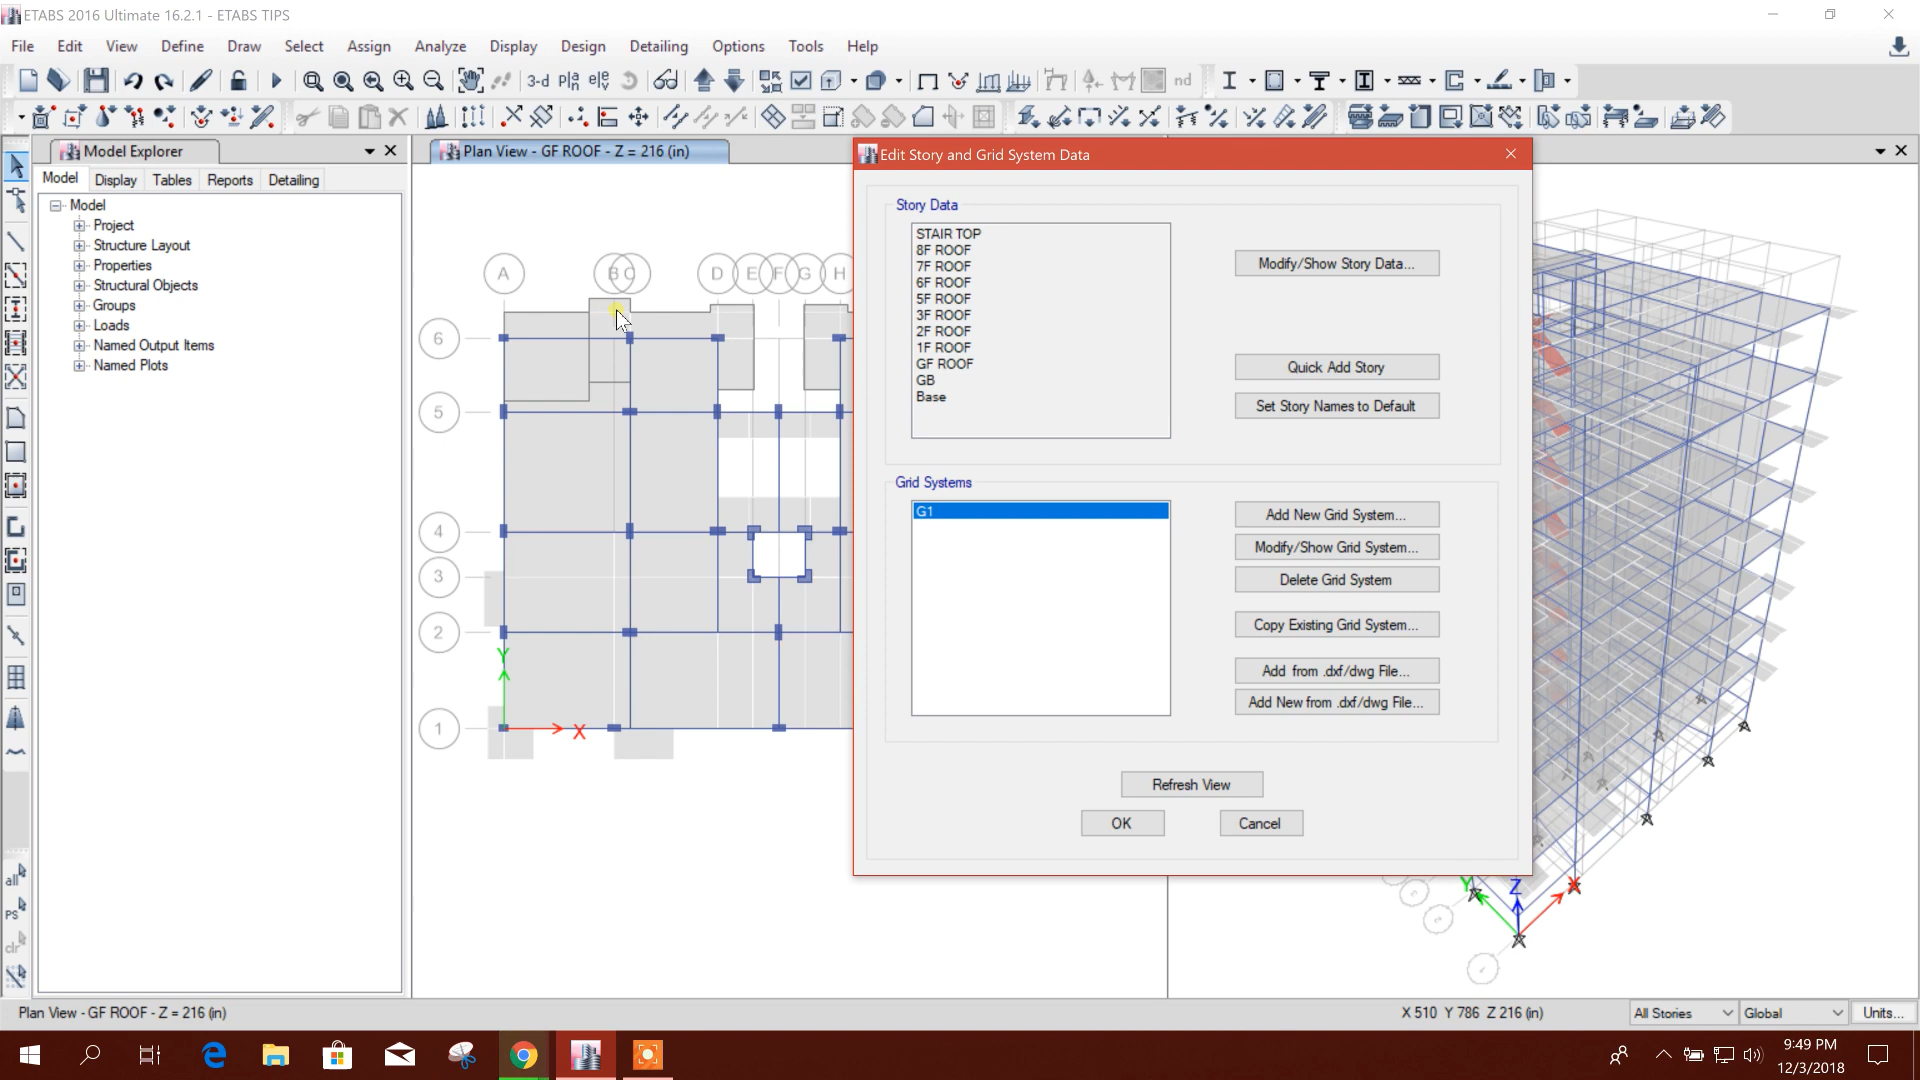 ETABS 2016 Ultimate 16.2.1 - ETABS TIPS
File Edit View Define Draw Select Assign Analyze Display Design Detailing Options Tools Help
3-d pla ele nd
Model Explorer
Model Display Tables Reports Detailing
Model
Project
Structure Layout
Properties
Structural Objects
Groups
Loads
Named Output Items
Named Plots
all
PS
clr
Plan View - GF ROOF - Z = 216 (in)
A B C D E F G H
6
5
4
3
2
1
Y
X
Edit Story and Grid System Data
Story Data
STAIR TOP
8F ROOF
7F ROOF
6F ROOF
5F ROOF
3F ROOF
2F ROOF
1F ROOF
GF ROOF
GB
Base
Modify/Show Story Data...
Quick Add Story
Set Story Names to Default
Grid Systems
G1
Add New Grid System...
Modify/Show Grid System...
Delete Grid System
Copy Existing Grid System...
Add from .dxf/dwg File...
Add New from .dxf/dwg File...
Refresh View
OK Cancel
Y Z X
Plan View - GF ROOF - Z = 216 (in)
X 510 Y 786 Z 216 (in)
All Stories
Global
Units...
9:49 PM
12/3/2018